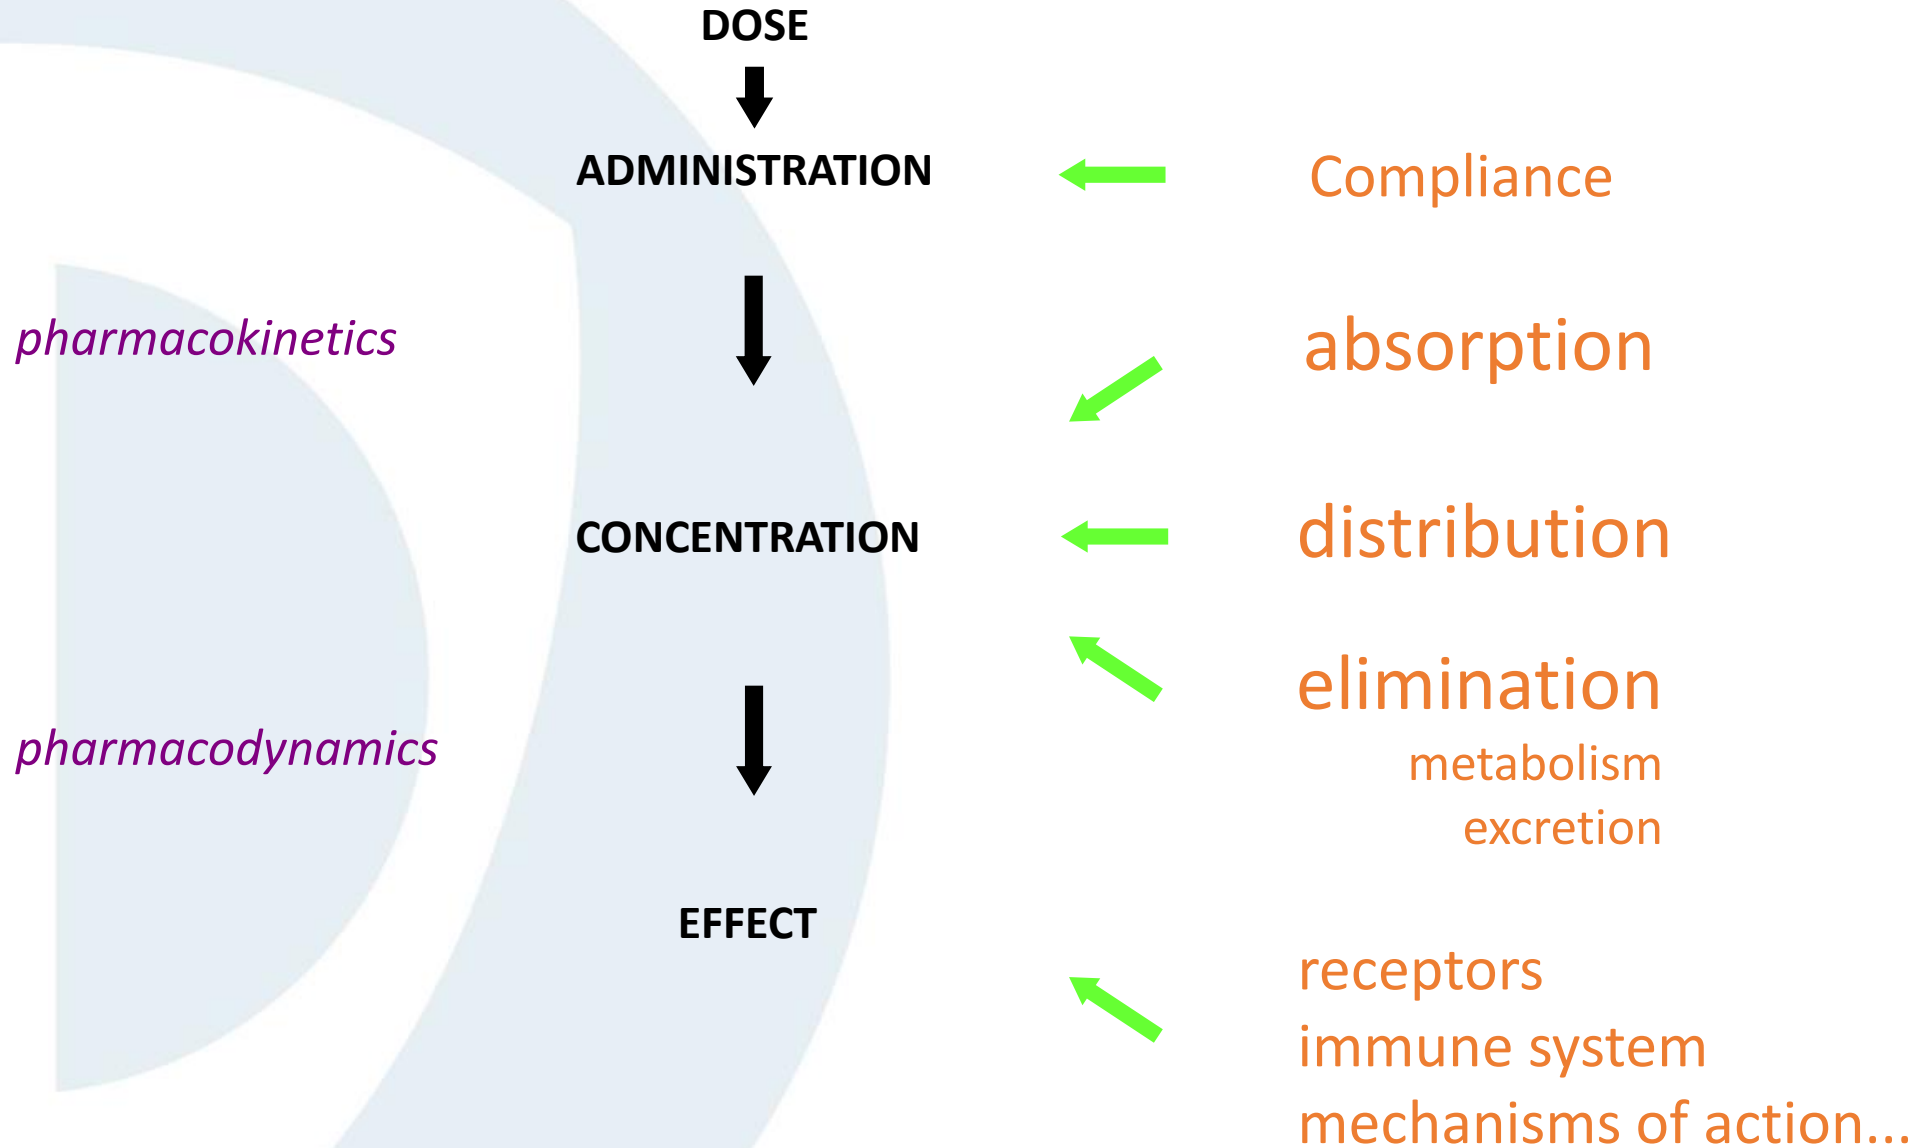 DOSE
ADMINISTRATION
Compliance
pharmacokinetics
absorption
CONCENTRATION
distribution
elimination
metabolism
excretion
pharmacodynamics
EFFECT
receptors
immune system
mechanisms of action...